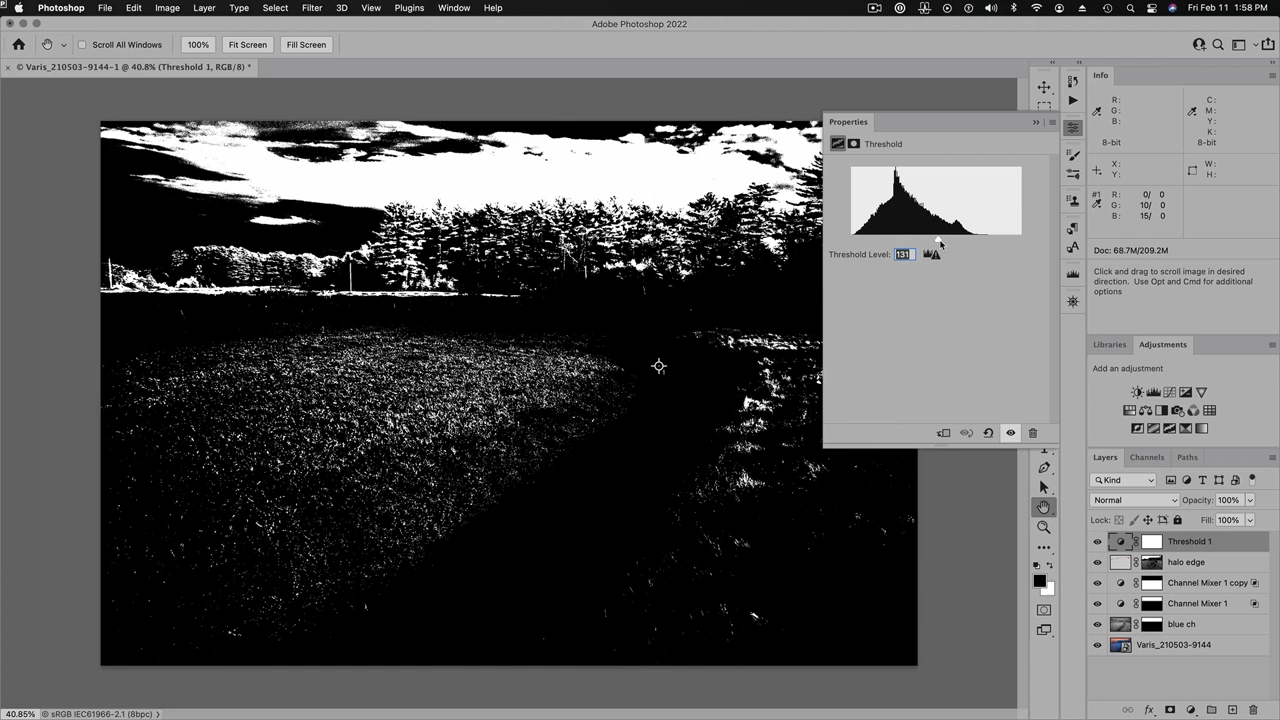 Photoshop File Edit Image Layer Type Select Filter 3D View Plugins Window Help Fri Feb 11 1:58 PM
Adobe Photoshop 2022
Scroll All Windows 100% Fit Screen Fill Screen
× © Varis_210503-9144-1 @ 40.8% (Threshold 1, RGB/8) *
Properties
Threshold
Threshold Level: 131
Info
R: C:
G: M:
B: Y:
K:
8-bit 8-bit
X: W:
Y: H:
#1 R: 0/ 0
G: 10/ 0
B: 15/ 0
Doc: 68.7M/209.2M
Click and drag to scroll image in desired
direction. Use Opt and Cmd for additional
options
Libraries Adjustments
Add an adjustment
Layers Channels Paths
Kind
Normal Opacity: 100%
Lock: Fill: 100%
Threshold 1
halo edge
Channel Mixer 1 copy
Channel Mixer 1
blue ch
Varis_210503-9144
fx
40.85% © sRGB IEC61966-2.1 (8bpc)